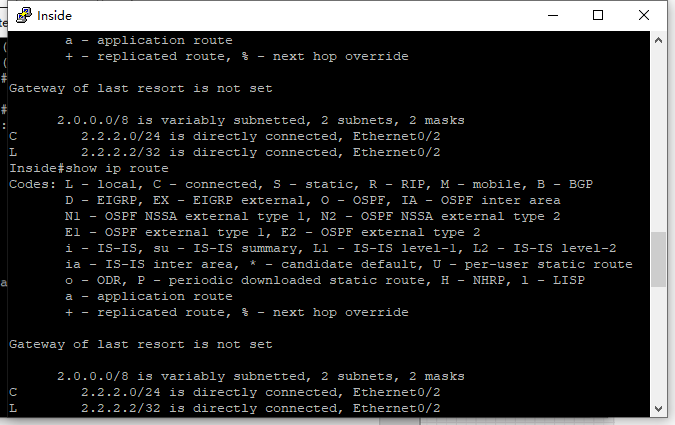 Inside
a - application route
+ - replicated route, % - next hop override
Gateway of last resort is not set
2.0.0.0/8 is variably subnetted, 2 subnets, 2 masks
C 2.2.2.0/24 is directly connected, Ethernet0/2
L 2.2.2.2/32 is directly connected, Ethernet0/2
Inside#show ip route
Codes: L - local, C - connected, S - static, R - RIP, M - mobile, B - BGP
D - EIGRP, EX - EIGRP external, O - OSPF, IA - OSPF inter area
N1 - OSPF NSSA external type 1, N2 - OSPF NSSA external type 2
E1 - OSPF external type 1, E2 - OSPF external type 2
i - IS-IS, su - IS-IS summary, L1 - IS-IS level-1, L2 - IS-IS level-2
ia - IS-IS inter area, * - candidate default, U - per-user static route
o - ODR, P - periodic downloaded static route, H - NHRP, l - LISP
a - application route
+ - replicated route, % - next hop override
Gateway of last resort is not set
2.0.0.0/8 is variably subnetted, 2 subnets, 2 masks
C 2.2.2.0/24 is directly connected, Ethernet0/2
L 2.2.2.2/32 is directly connected, Ethernet0/2